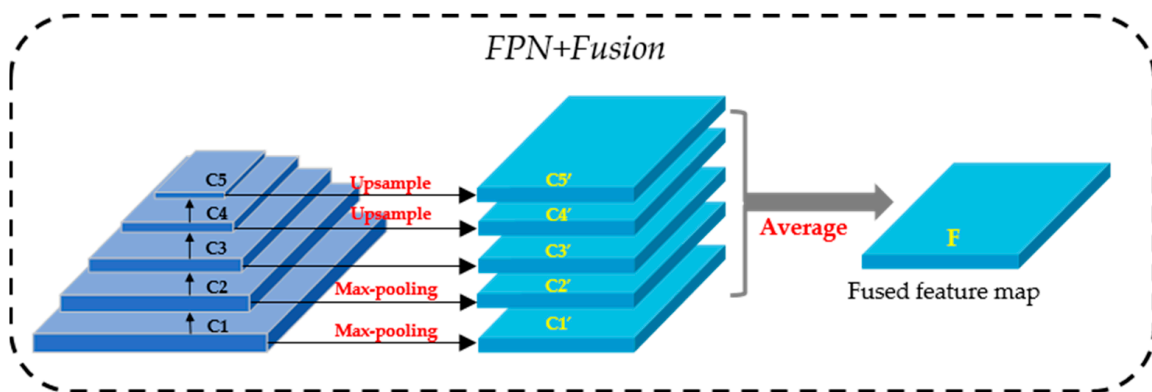 FPN+Fusion
C5
Upsample
C5′
C4
Upsample
C4′
C3
C3′
C2
Max-pooling
C2′
C1
Max-pooling
C1′
Average
F
Fused feature map